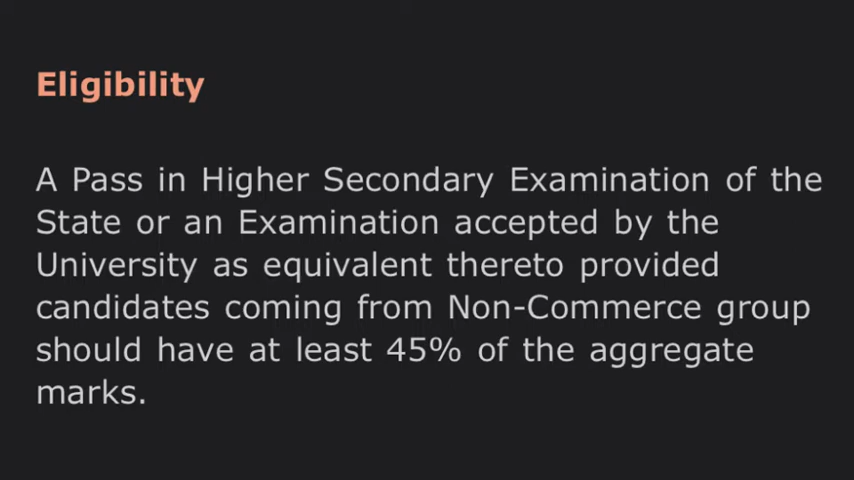 Eligibility
A Pass in Higher Secondary Examination of the
State or an Examination accepted by the
University as equivalent thereto provided
candidates coming from Non-Commerce group
should have at least 45% of the aggregate
marks.